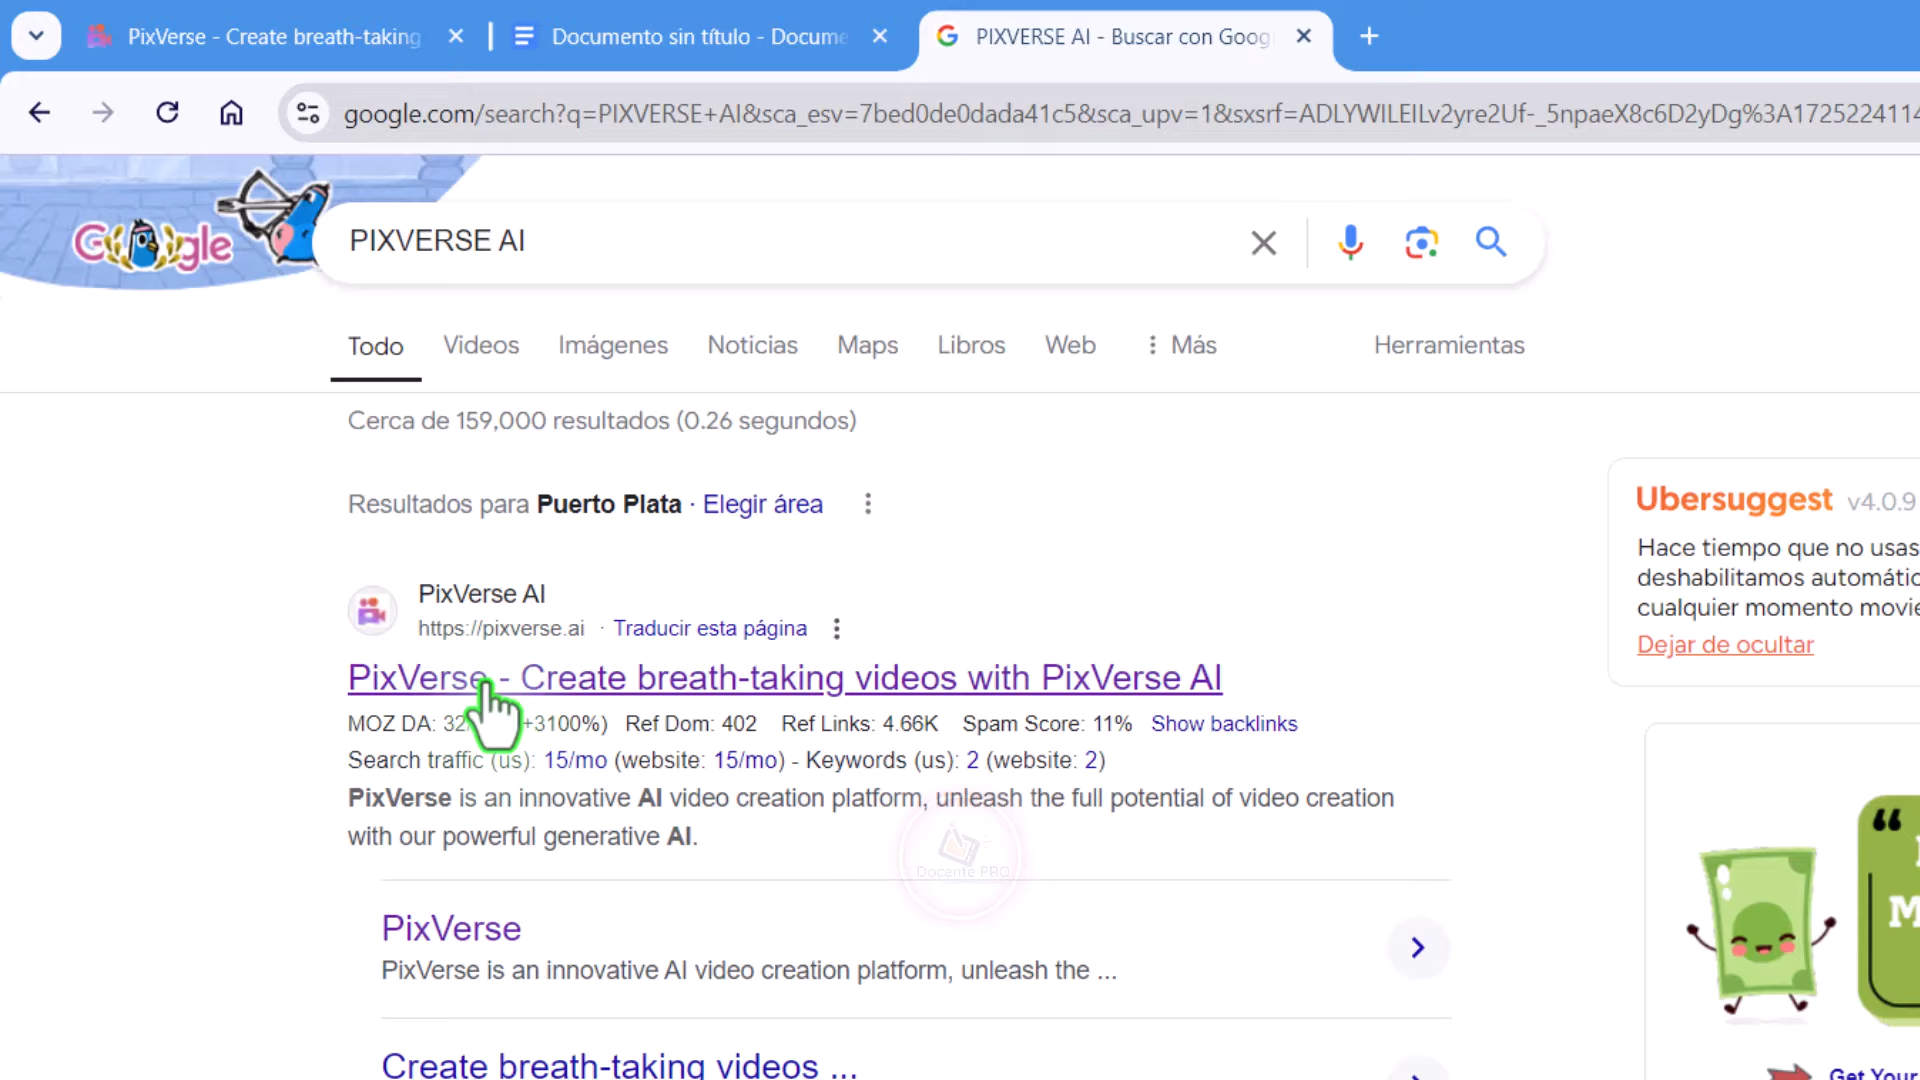 PixVerse - Create breath-taking
Documento sin título - Docume
PIXVERSE AI - Buscar con Goog
google.com/search?q=PIXVERSE+AI&sca_esv=7bed0de0dada41c5&sca_upv=1&sxsrf=ADLYWILEILv2yre2Uf-_5npaeX8c6D2yDg%3A1725224114
Google
PIXVERSE AI
Todo Videos Imágenes Noticias Maps Libros Web Más Herramientas
Cerca de 159,000 resultados (0.26 segundos)
Resultados para Puerto Plata · Elegir área
PixVerse AI
https://pixverse.ai · Traducir esta página
PixVerse - Create breath-taking videos with PixVerse AI
MOZ DA: 32 +3100%) Ref Dom: 402 Ref Links: 4.66K Spam Score: 11% Show backlinks
Search traffic (us): 15/mo (website: 15/mo) - Keywords (us): 2 (website: 2)
PixVerse is an innovative AI video creation platform, unleash the full potential of video creation
with our powerful generative AI.
Docente PRO
PixVerse
PixVerse is an innovative AI video creation platform, unleash the ...
Create breath-taking videos ...
Ubersuggest v4.0.9
Hace tiempo que no usas
deshabilitamos automátic
cualquier momento movie
Dejar de ocultar
M
Get Your